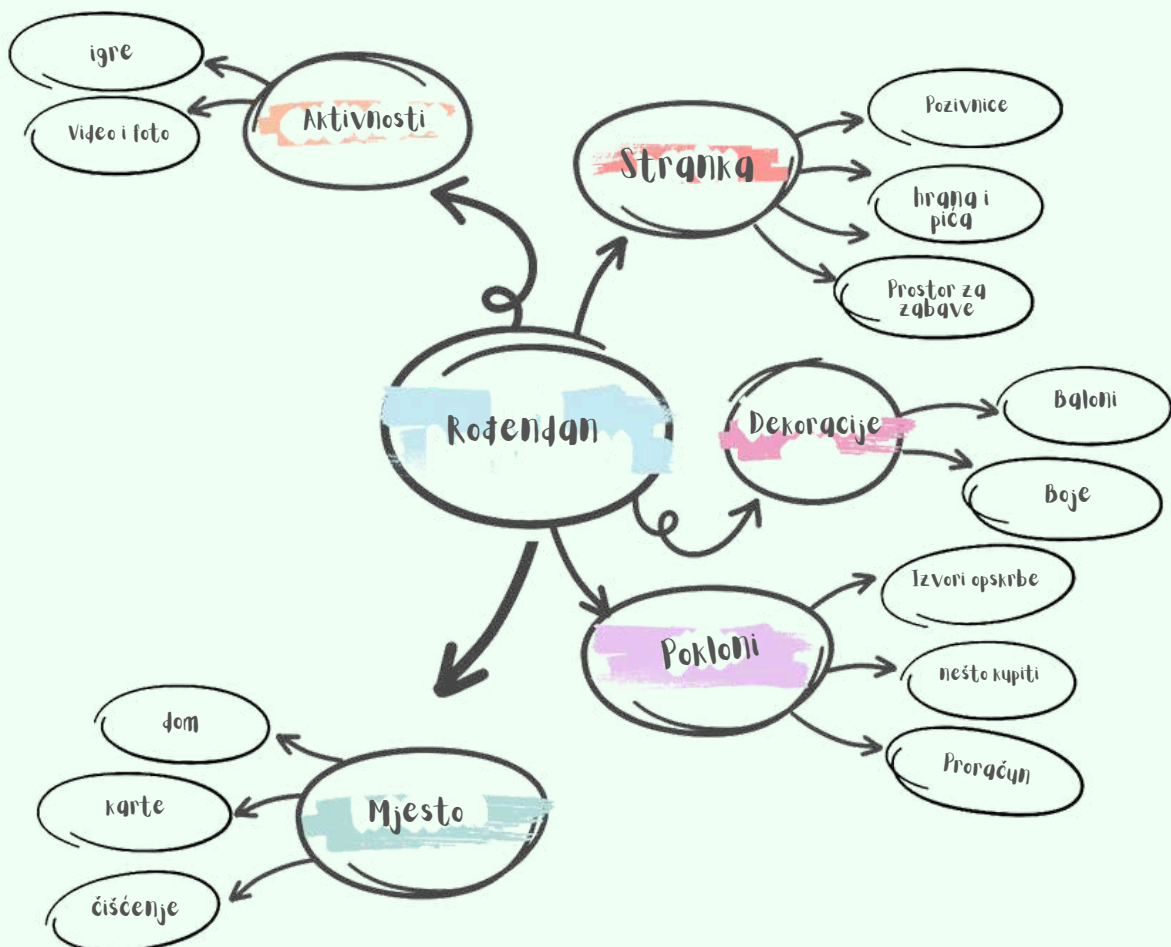 igre
Video i foto
Aktivnosti
Stranka
Pozivnice
hrana i
pića
Prostor za
zabave
Rođendan
Dekoracije
Baloni
Boje
Pokloni
Izvori opskrbe
nešto kupiti
Proračun
Mjesto
dom
karte
čišćenje